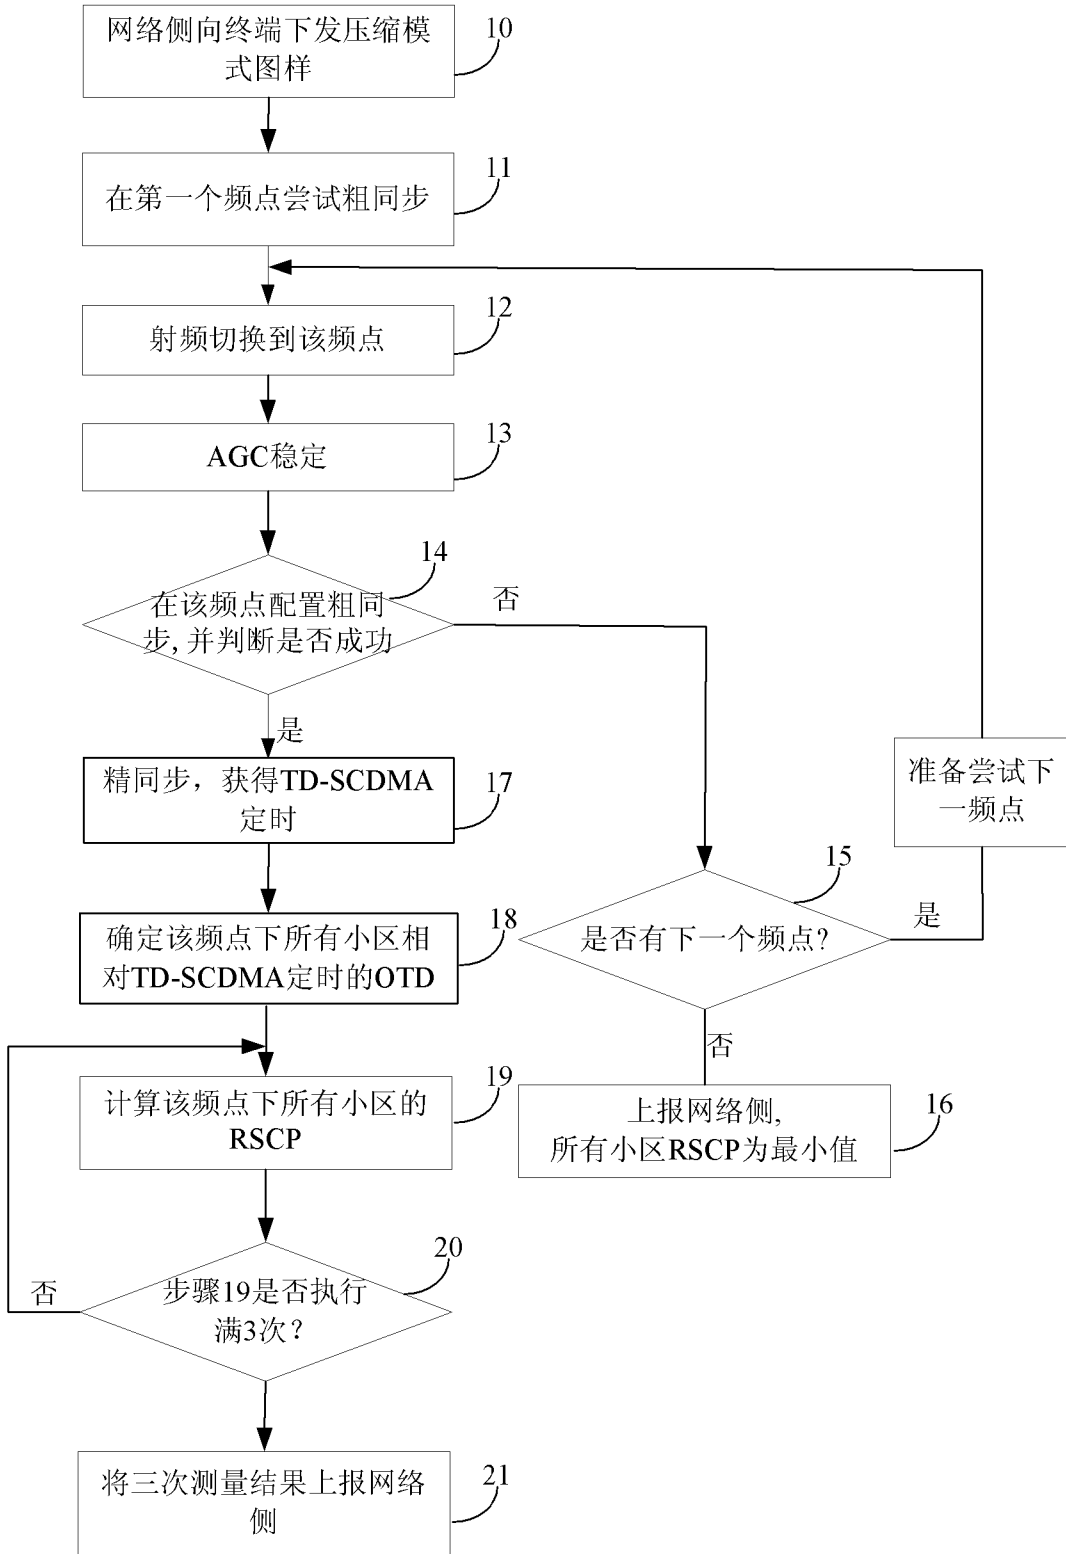 网络侧向终端下发压缩模
式图样
10
在第一个频点尝试粗同步
11
射频切换到该频点
12
AGC稳定
13
在该频点配置粗同
步,并判断是否成功
14
否
是
精同步，获得TD-SCDMA
定时
17
准备尝试下
一频点
是否有下一个频点?
15
是
否
确定该频点下所有小区相
对TD-SCDMA定时的OTD
18
计算该频点下所有小区的
RSCP
19
上报网络侧,
所有小区RSCP为最小值
16
步骤19是否执行
满3次？
20
否
将三次测量结果上报网络
侧
21